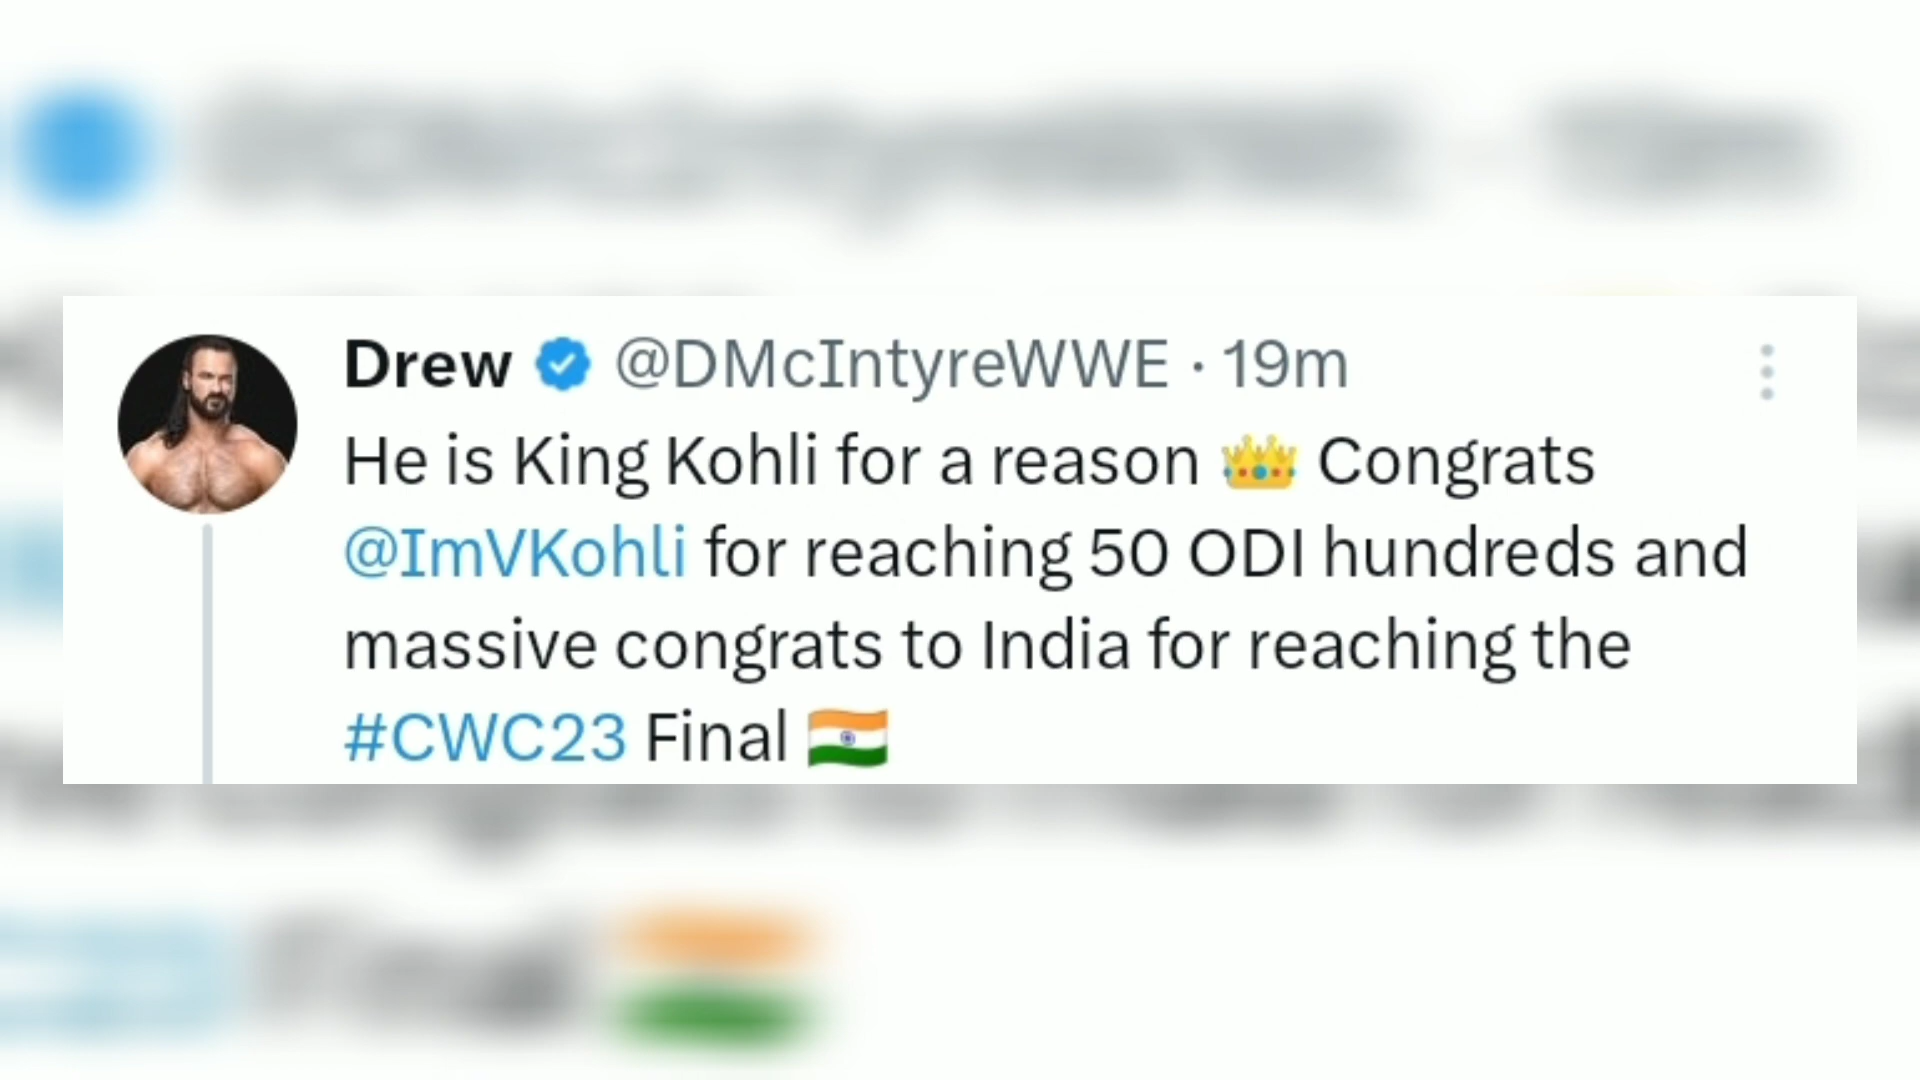 Drew @DMcIntyreWWE · 19m
He is King Kohli for a reason 👑 Congrats
@ImVKohli for reaching 50 ODI hundreds and
massive congrats to India for reaching the
#CWC23 Final 🇮🇳